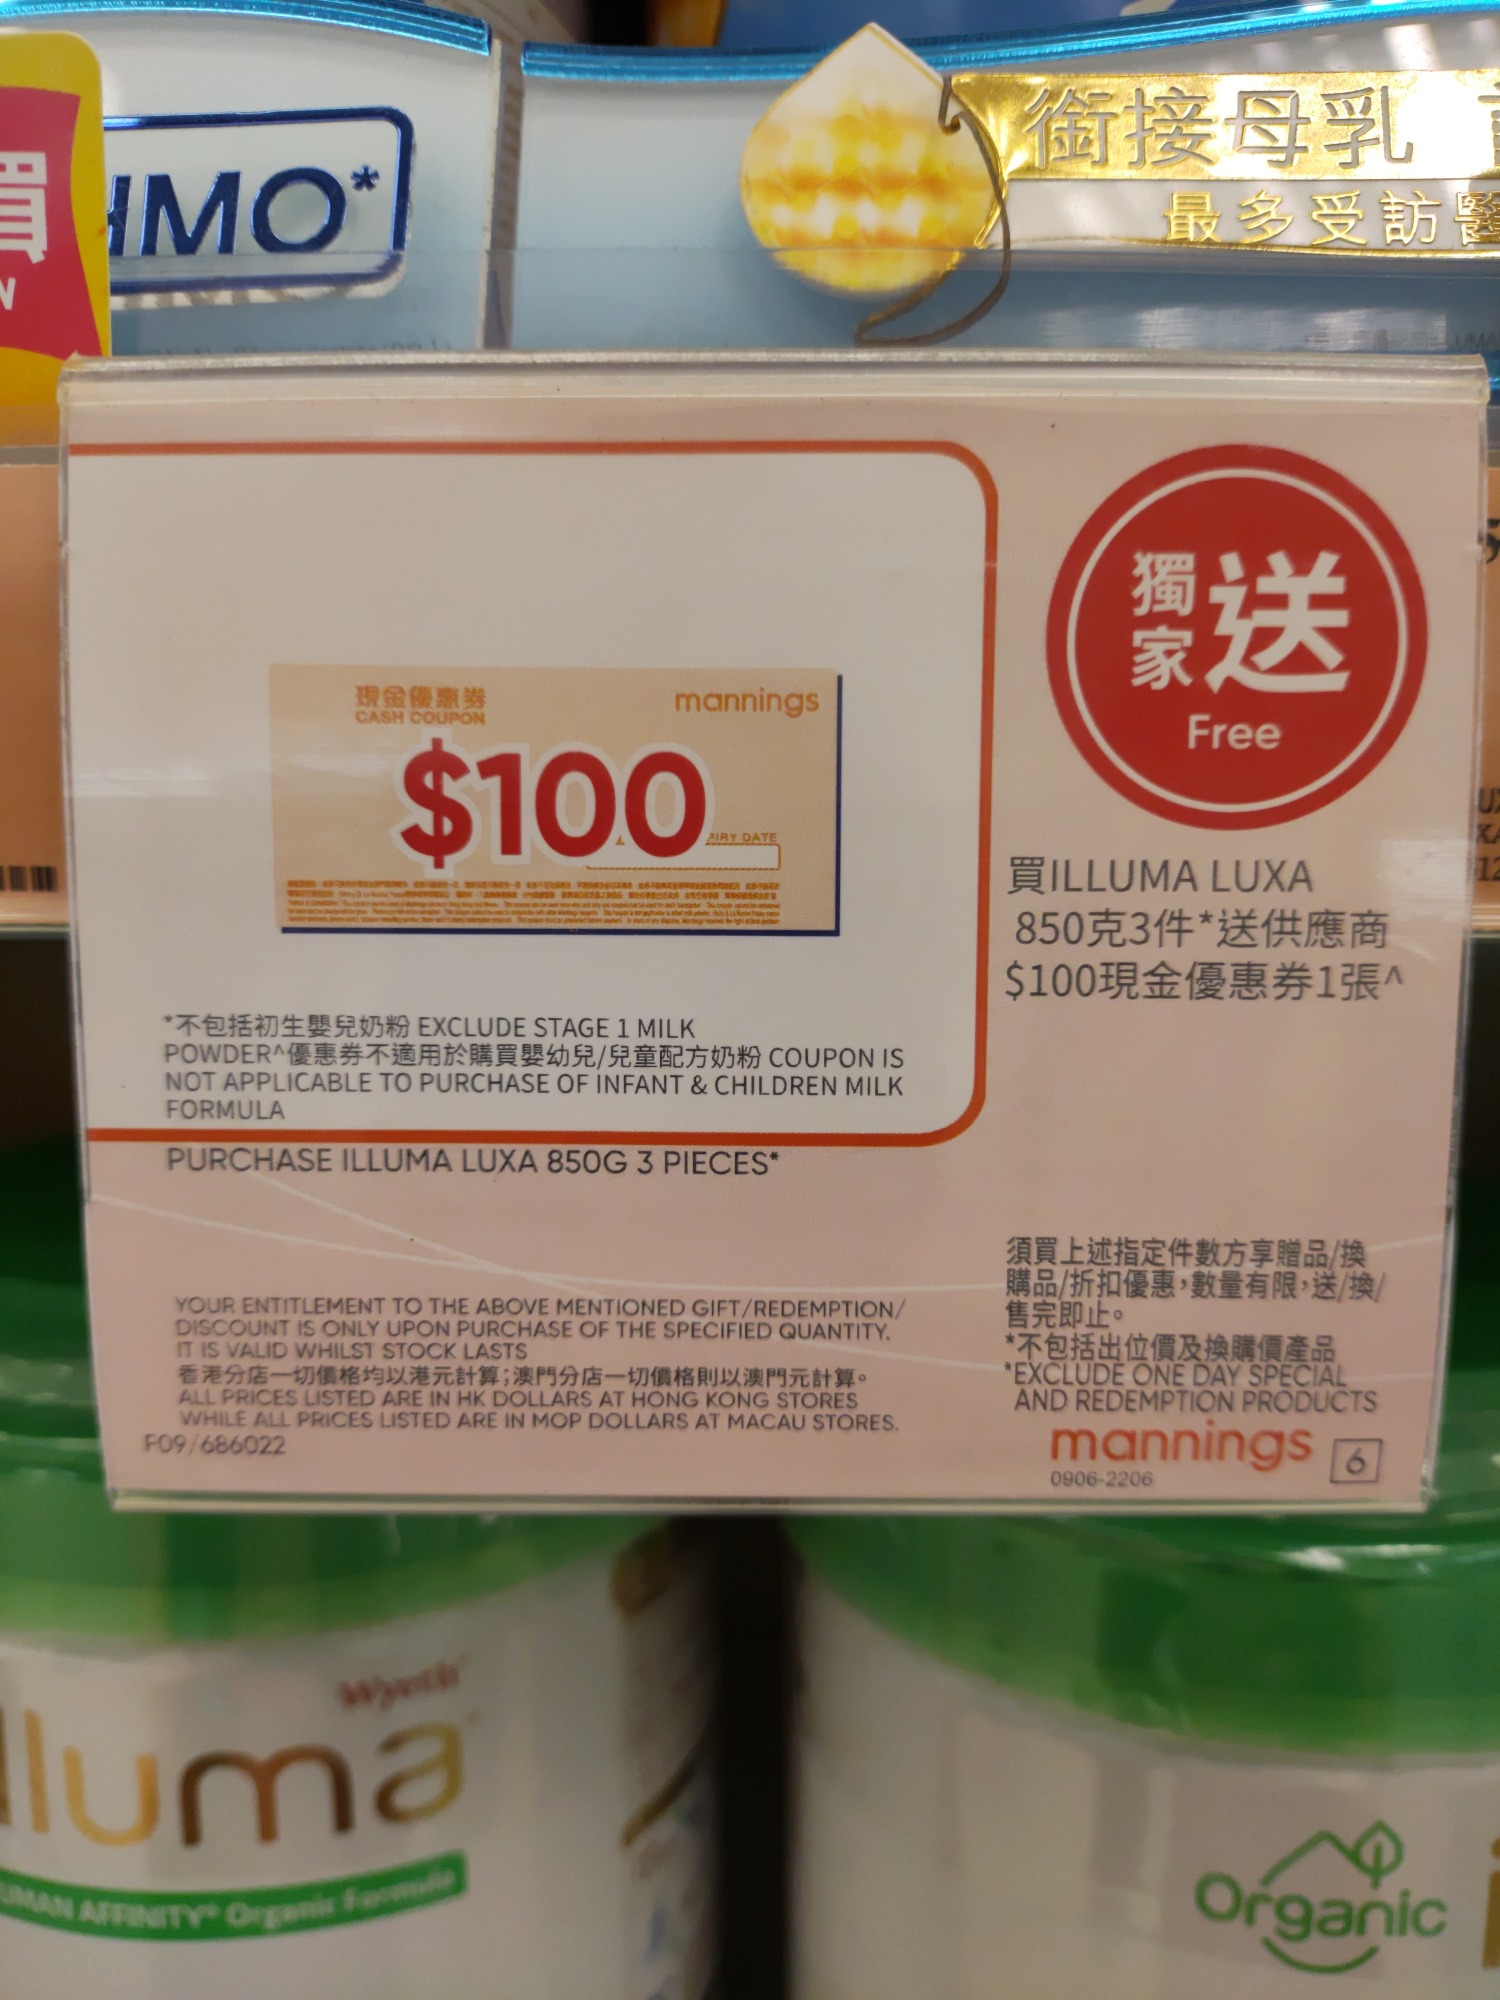 買
IMO*
銜接母乳
最多受訪
獨家送
Free
現金優惠券
CASH COUPON
mannings
$100
PIRY DATE
買ILLUMA LUXA
850克3件*送供應商
$100現金優惠券1張^
*不包括初生嬰兒奶粉 EXCLUDE STAGE 1 MILK
POWDER^優惠券不適用於購買嬰幼兒/兒童配方奶粉 COUPON IS
NOT APPLICABLE TO PURCHASE OF INFANT & CHILDREN MILK
FORMULA
PURCHASE ILLUMA LUXA 850G 3 PIECES*
YOUR ENTITLEMENT TO THE ABOVE MENTIONED GIFT/REDEMPTION/
DISCOUNT IS ONLY UPON PURCHASE OF THE SPECIFIED QUANTITY.
IT IS VALID WHILST STOCK LASTS
香港分店一切價格均以港元計算；澳門分店一切價格則以澳門元計算。
ALL PRICES LISTED ARE IN HK DOLLARS AT HONG KONG STORES
WHILE ALL PRICES LISTED ARE IN MOP DOLLARS AT MACAU STORES.
F09/686022
須買上述指定件數方享贈品/換
購品/折扣優惠，數量有限，送/換/
售完即止。
*不包括出位價及換購價產品
*EXCLUDE ONE DAY SPECIAL
AND REDEMPTION PRODUCTS
mannings 6
0906-2206
Wyeth
lluma
UMAN AFFINITY® Organic Formula
Organic